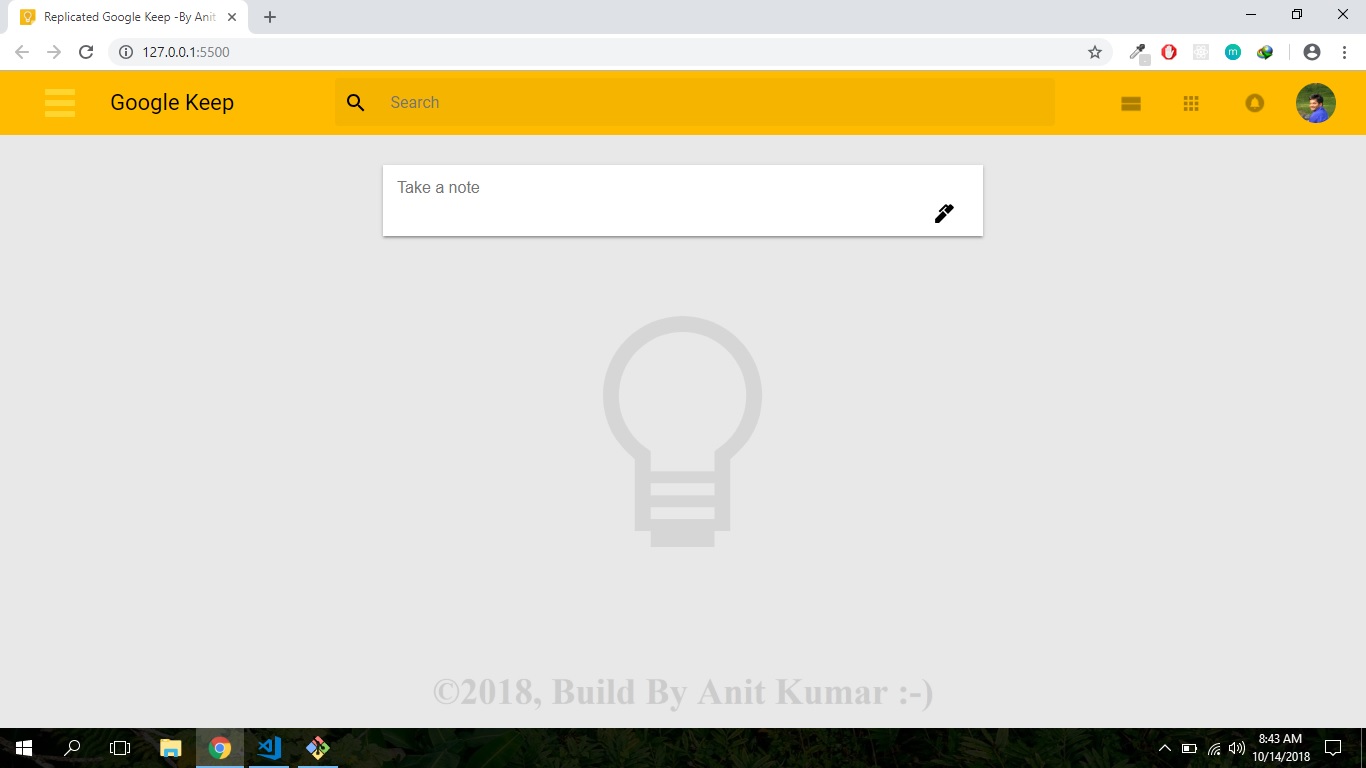 Replicated Google Keep -By Anit
127.0.0.1:5500
m
Google Keep
Search
Take a note
©2018, Build By Anit Kumar :-)
8:43 AM
10/14/2018